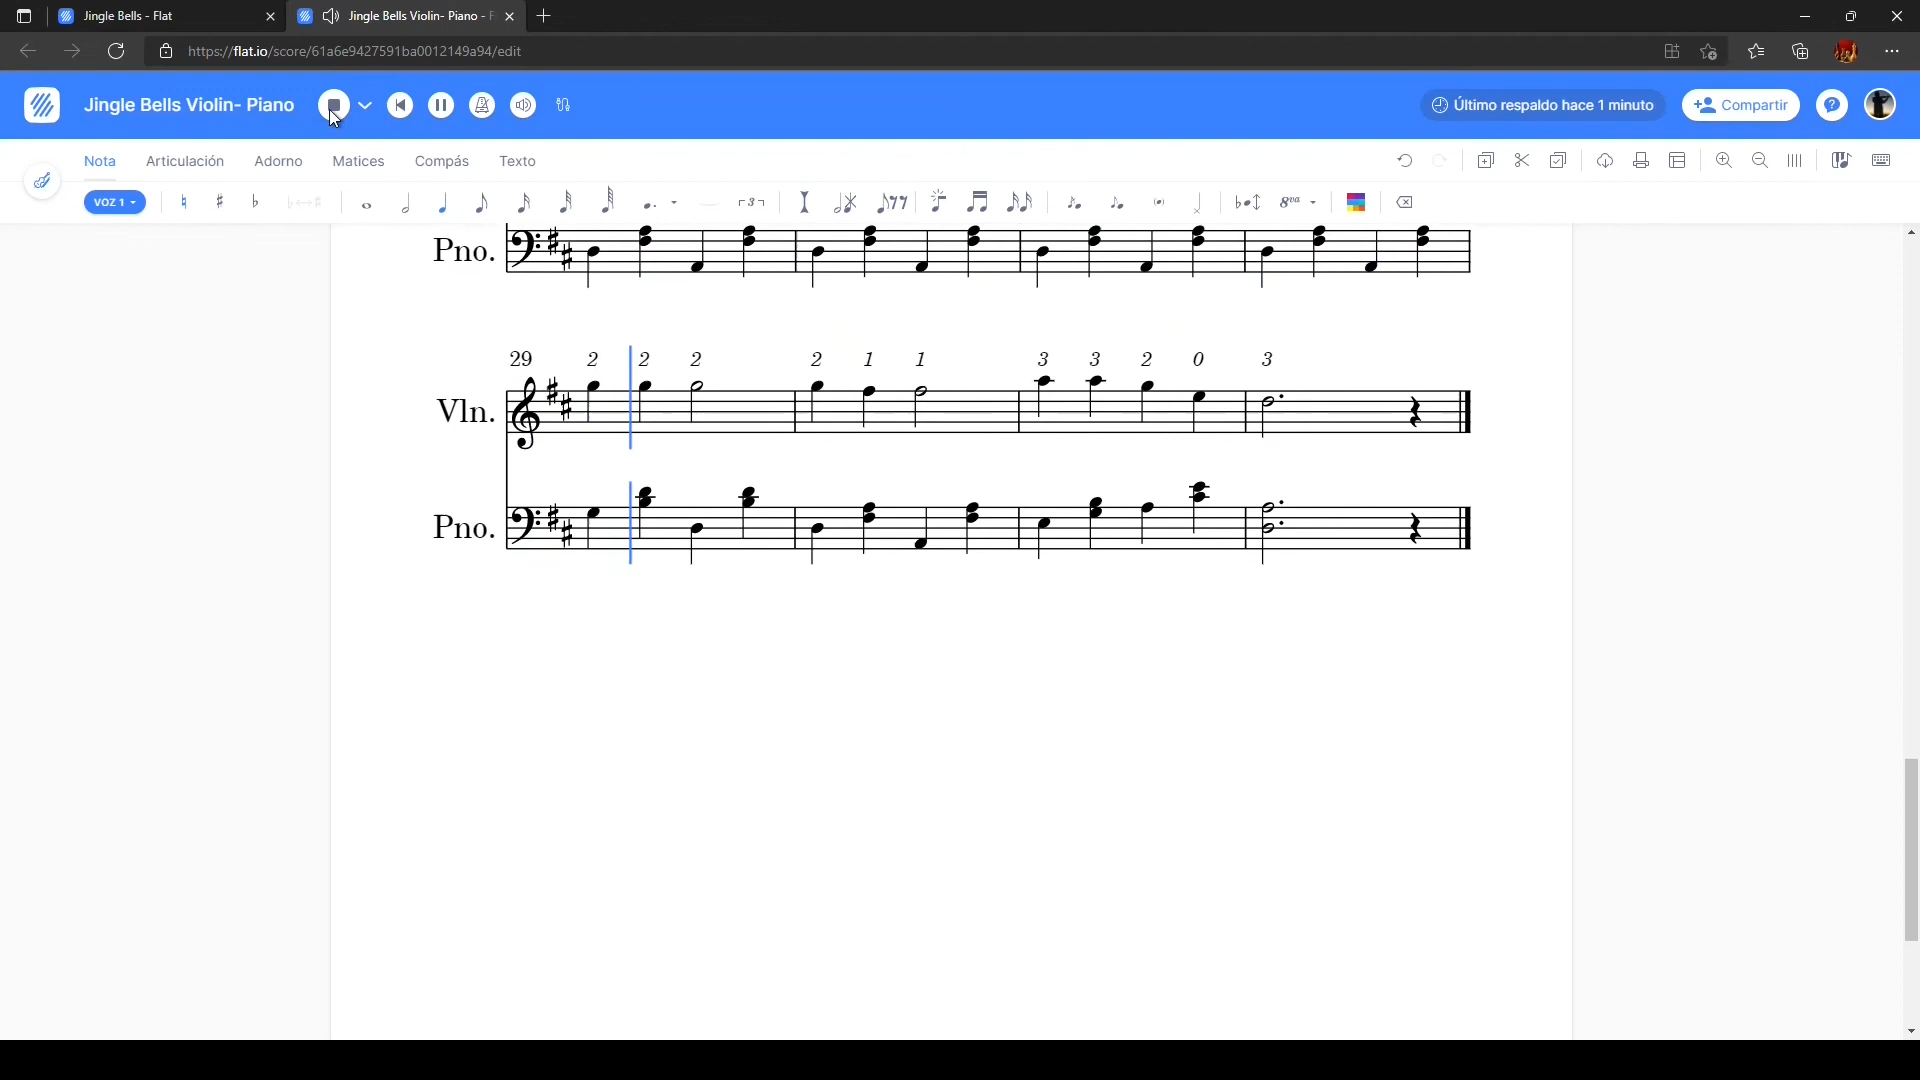 Jingle Bells - Flat
Jingle Bells Violin- Piano - F
https://flat.io/score/61a6e9427591ba0012149a94/edit
Jingle Bells Violin- Piano
Último respaldo hace 1 minuto
Compartir
?
Nota Articulación Adorno Matices Compás Texto
VOZ 1
3
8va
Pno.
29 2 2 2 2 1 1 3 3 2 0 3
Vln.
Pno.